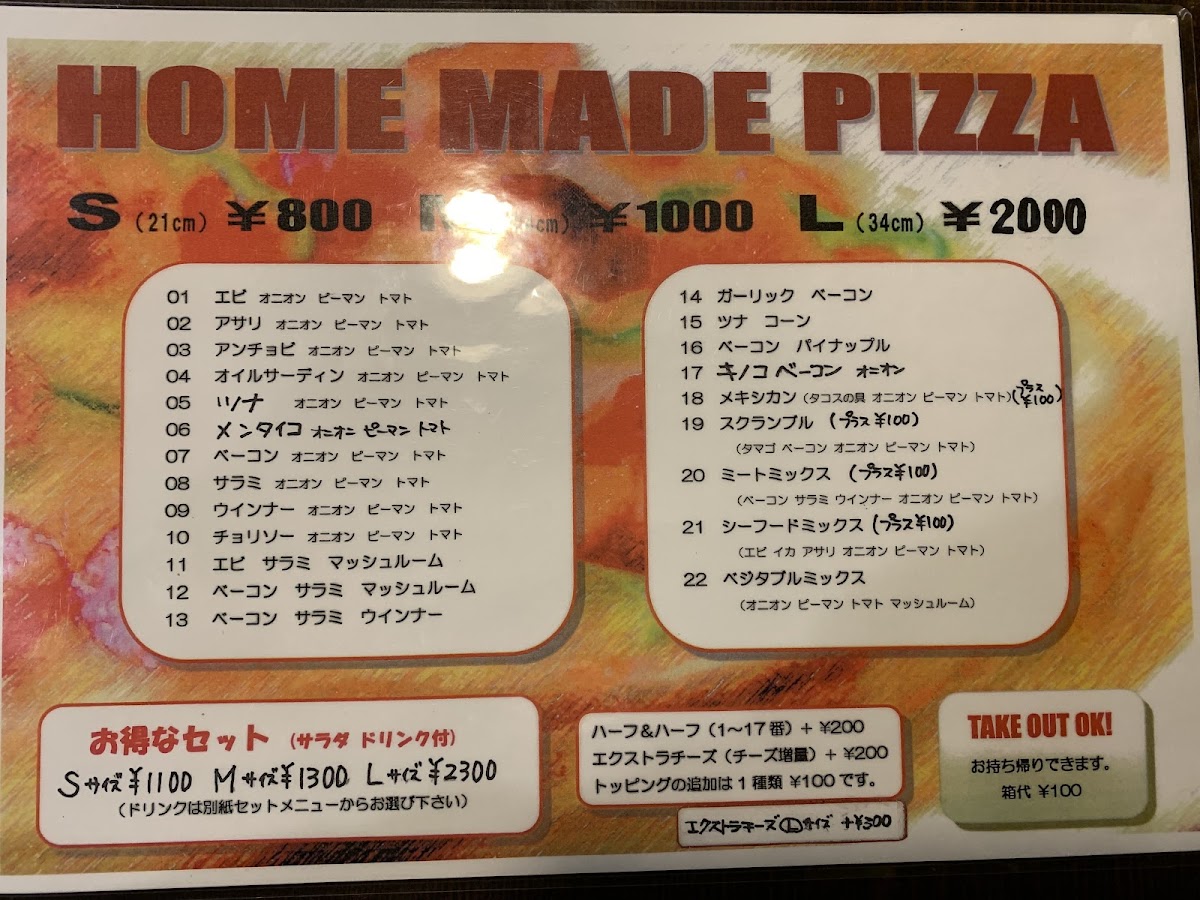 HOME MADE PIZZA
S (21cm) ¥800 ¥1000 L (34cm) ¥2000
01 エビ オニオン ピーマン トマト
02 アサリ オニオン ピーマン トマト
03 アンチョビ オニオン ピーマン トマト
04 オイルサーディン オニオン ピーマン トマト
05 ツナ オニオン ピーマン トマト
06 メンタイコ オニオン ピーマン トマト
07 ベーコン オニオン ピーマン トマト
08 サラミ オニオン ピーマン トマト
09 ウインナー オニオン ピーマン トマト
10 チョリソー オニオン ピーマン トマト
11 エビ サラミ マッシュルーム
12 ベーコン サラミ マッシュルーム
13 ベーコン サラミ ウインナー
14 ガーリック ベーコン
15 ツナ コーン
16 ベーコン パイナップル
17 キノコ ベーコン オニオン
18 メキシカン (タコスの具 オニオン ピーマン トマト) (プラス ¥100)
19 スクランブル (プラス ¥100)
(タマゴ ベーコン オニオン ピーマン トマト)
20 ミートミックス (プラス¥100)
(ベーコン サラミ ウインナー オニオン ピーマン トマト)
21 シーフードミックス (プラス¥100)
(エビ イカ アサリ オニオン ピーマン トマト)
22 ベジタブルミックス
(オニオン ピーマン トマト マッシュルーム)
お得なセット (サラダ ドリンク付)
Sサイズ¥1100 Mサイズ¥1300 Lサイズ¥2300
(ドリンクは別紙セットメニューからお選び下さい)
ハーフ&ハーフ (1〜17番) + ¥200
エクストラチーズ (チーズ増量) + ¥200
トッピングの追加は1種類 ¥100です。
エクストラチーズⓁサイズ +¥300
TAKE OUT OK!
お持ち帰りできます。
箱代 ¥100